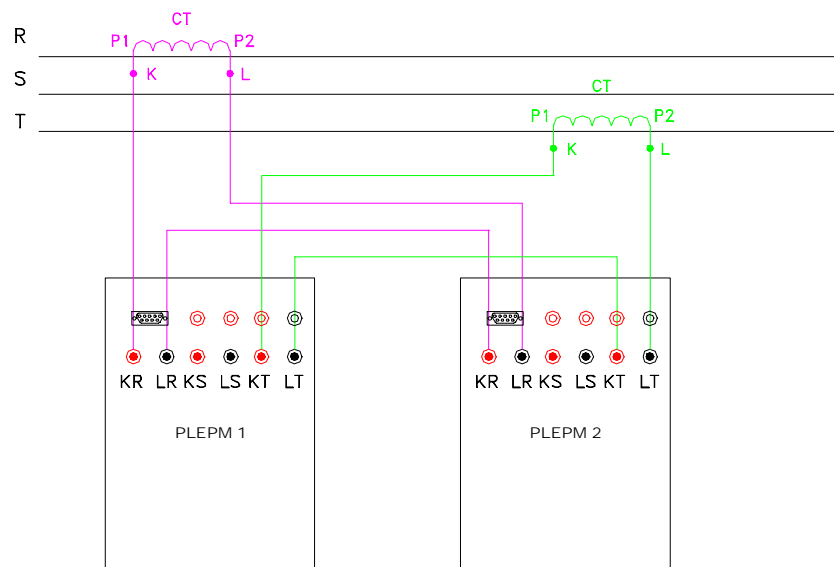 CT
R P1 P2
K L
S CT
T P1 P2
K L
KR LR KS LS KT LT KR LR KS LS KT LT
PLEPM 1 PLEPM 2